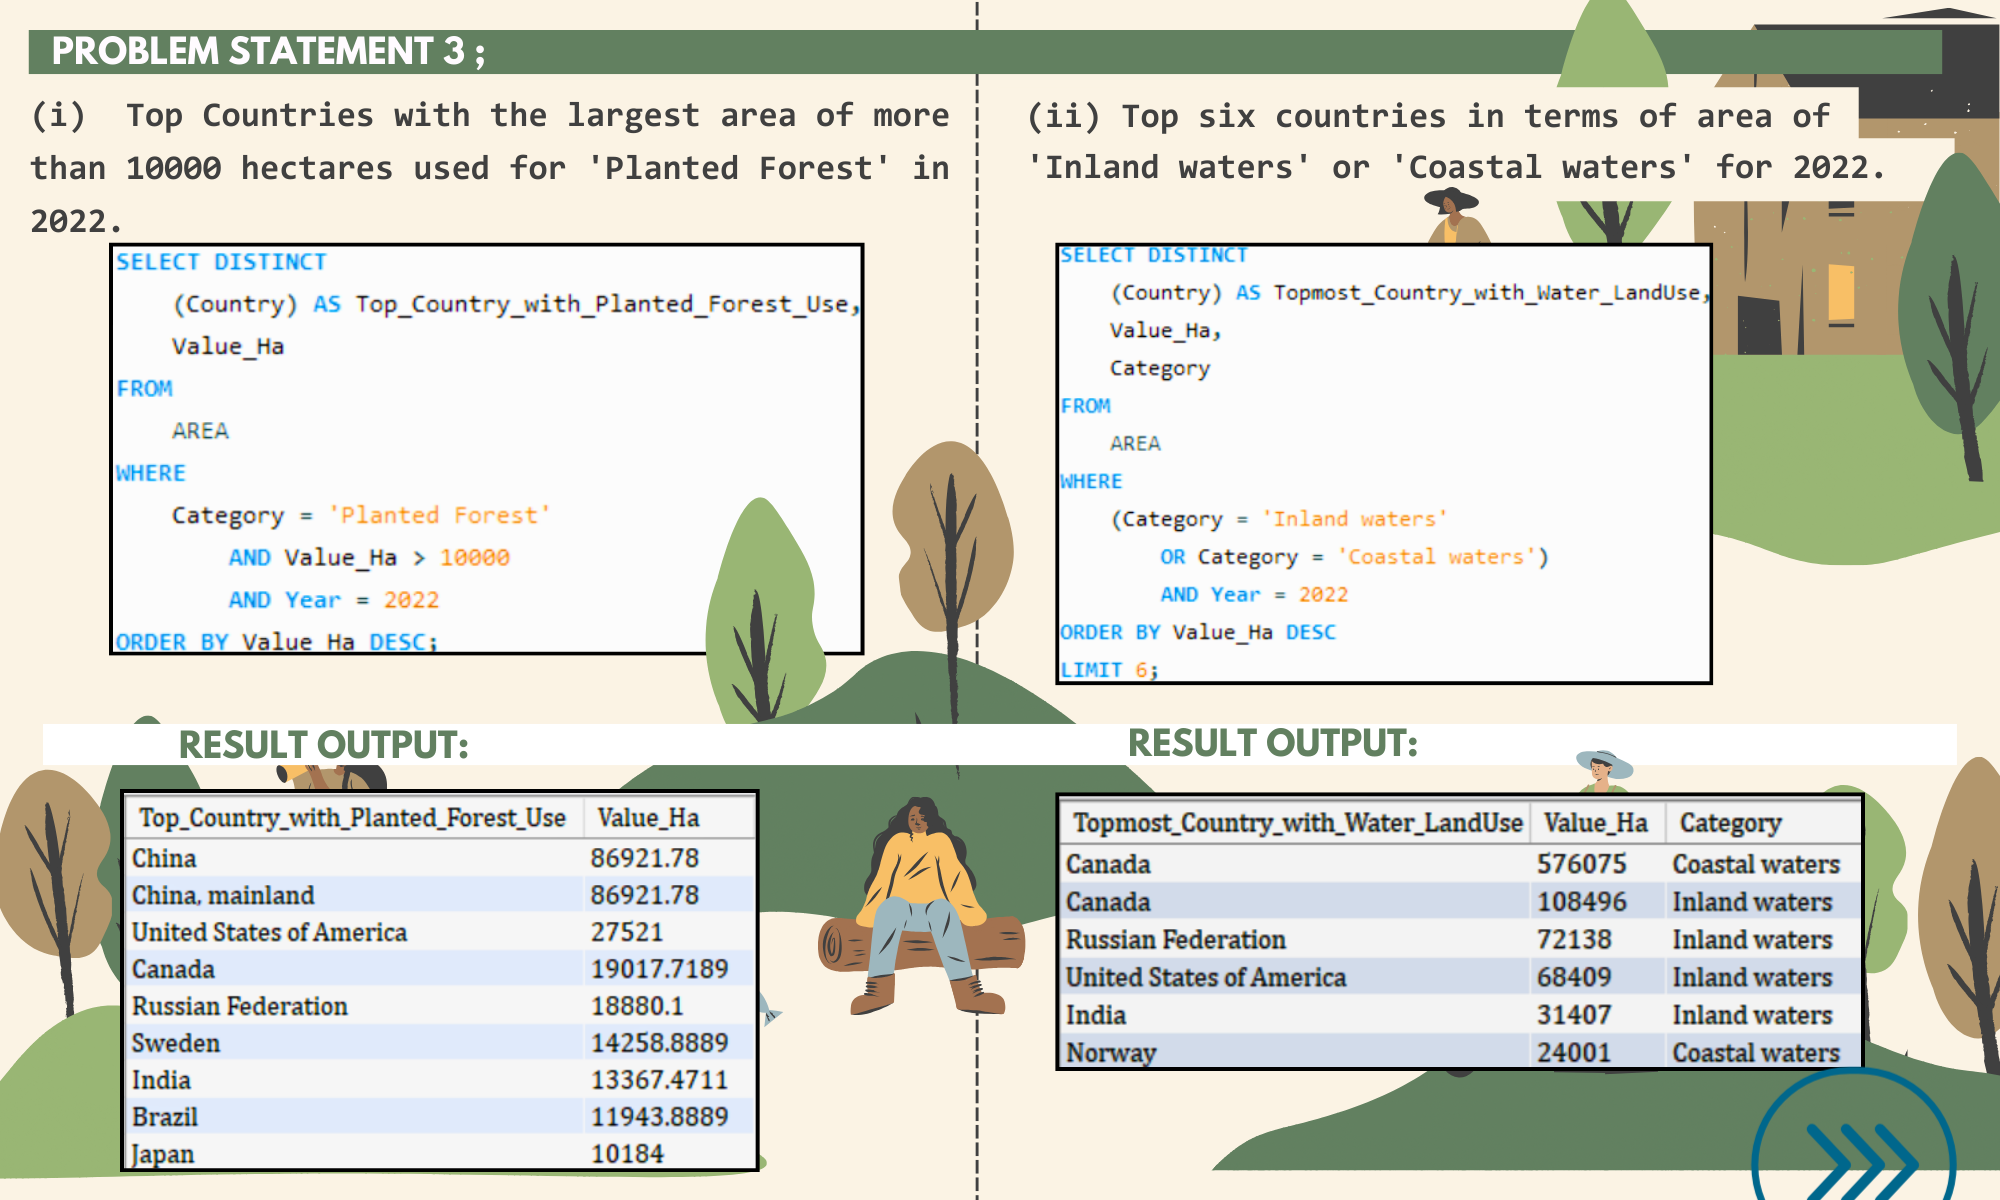 PROBLEM STATEMENT 3 ;
(i)  Top Countries with the largest area of more
than 10000 hectares used for 'Planted Forest' in
2022.
SELECT DISTINCT
(Country) AS Top_Country_with_Planted_Forest_Use,
Value_Ha
FROM
AREA
WHERE
Category = 'Planted Forest'
AND Value_Ha > 10000
AND Year = 2022
ORDER BY Value_Ha DESC;
RESULT OUTPUT:
Top_Country_with_Planted_Forest_Use Value_Ha
China 86921.78
China, mainland 86921.78
United States of America 27521
Canada 19017.7189
Russian Federation 18880.1
Sweden 14258.8889
India 13367.4711
Brazil 11943.8889
Japan 10184
(ii) Top six countries in terms of area of
'Inland waters' or 'Coastal waters' for 2022.
SELECT DISTINCT
(Country) AS Topmost_Country_with_Water_LandUse,
Value_Ha,
Category
FROM
AREA
WHERE
(Category = 'Inland waters'
OR Category = 'Coastal waters')
AND Year = 2022
ORDER BY Value_Ha DESC
LIMIT 6;
RESULT OUTPUT:
Topmost_Country_with_Water_LandUse Value_Ha Category
Canada 576075 Coastal waters
Canada 108496 Inland waters
Russian Federation 72138 Inland waters
United States of America 68409 Inland waters
India 31407 Inland waters
Norway 24001 Coastal waters